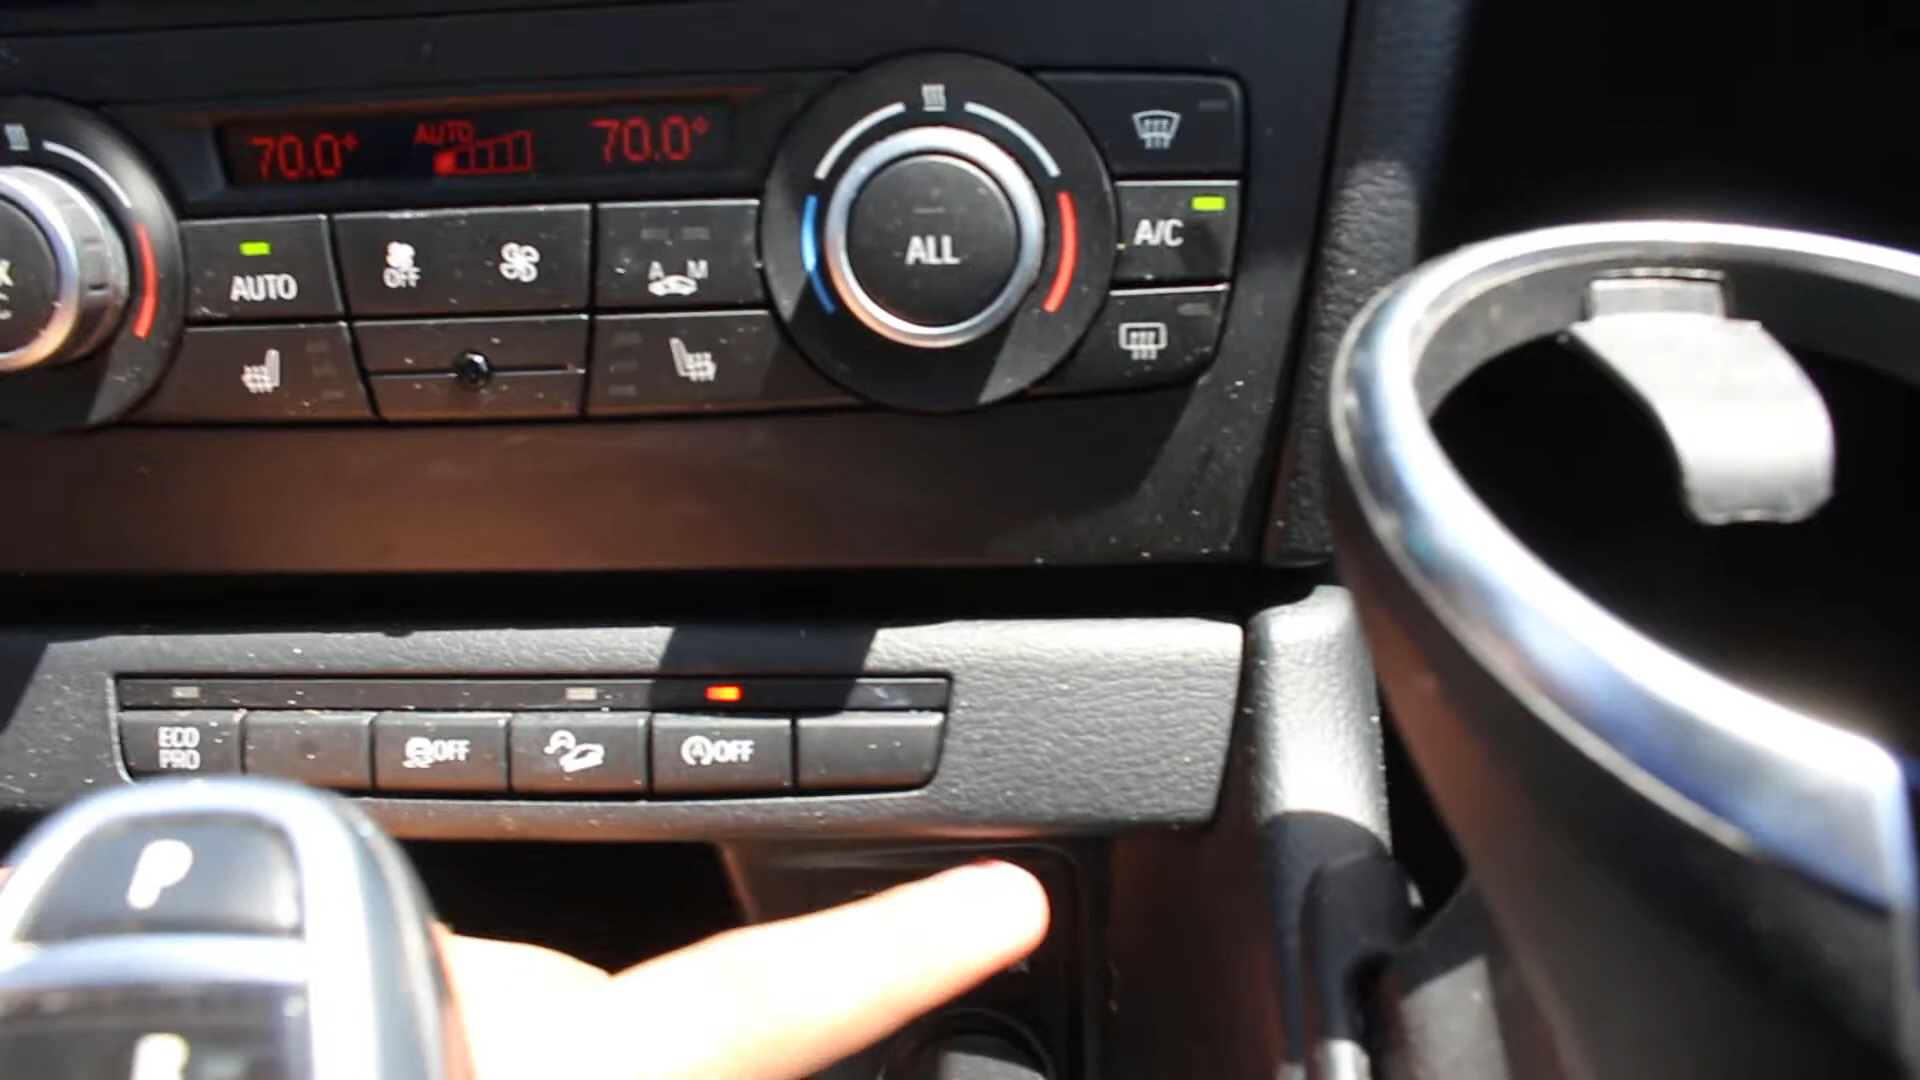 70.0° AUTO 70.0°
AUTO
OFF
A M
ALL
A/C
ECO
PRO
OFF
A OFF
P